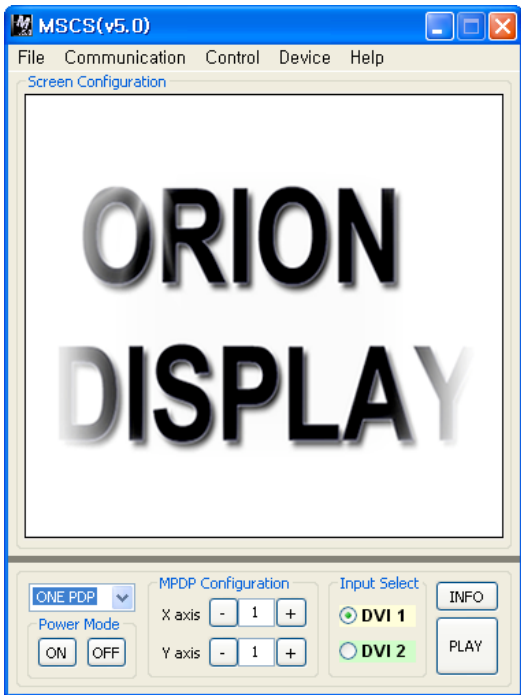 MSCS(v5.0)
File Communication Control Device Help
Screen Configuration
ORION
DISPLAY
ONE PDP
Power Mode
ON OFF
MPDP Configuration
X axis - 1 +
Y axis - 1 +
Input Select
DVI 1
DVI 2
INFO
PLAY